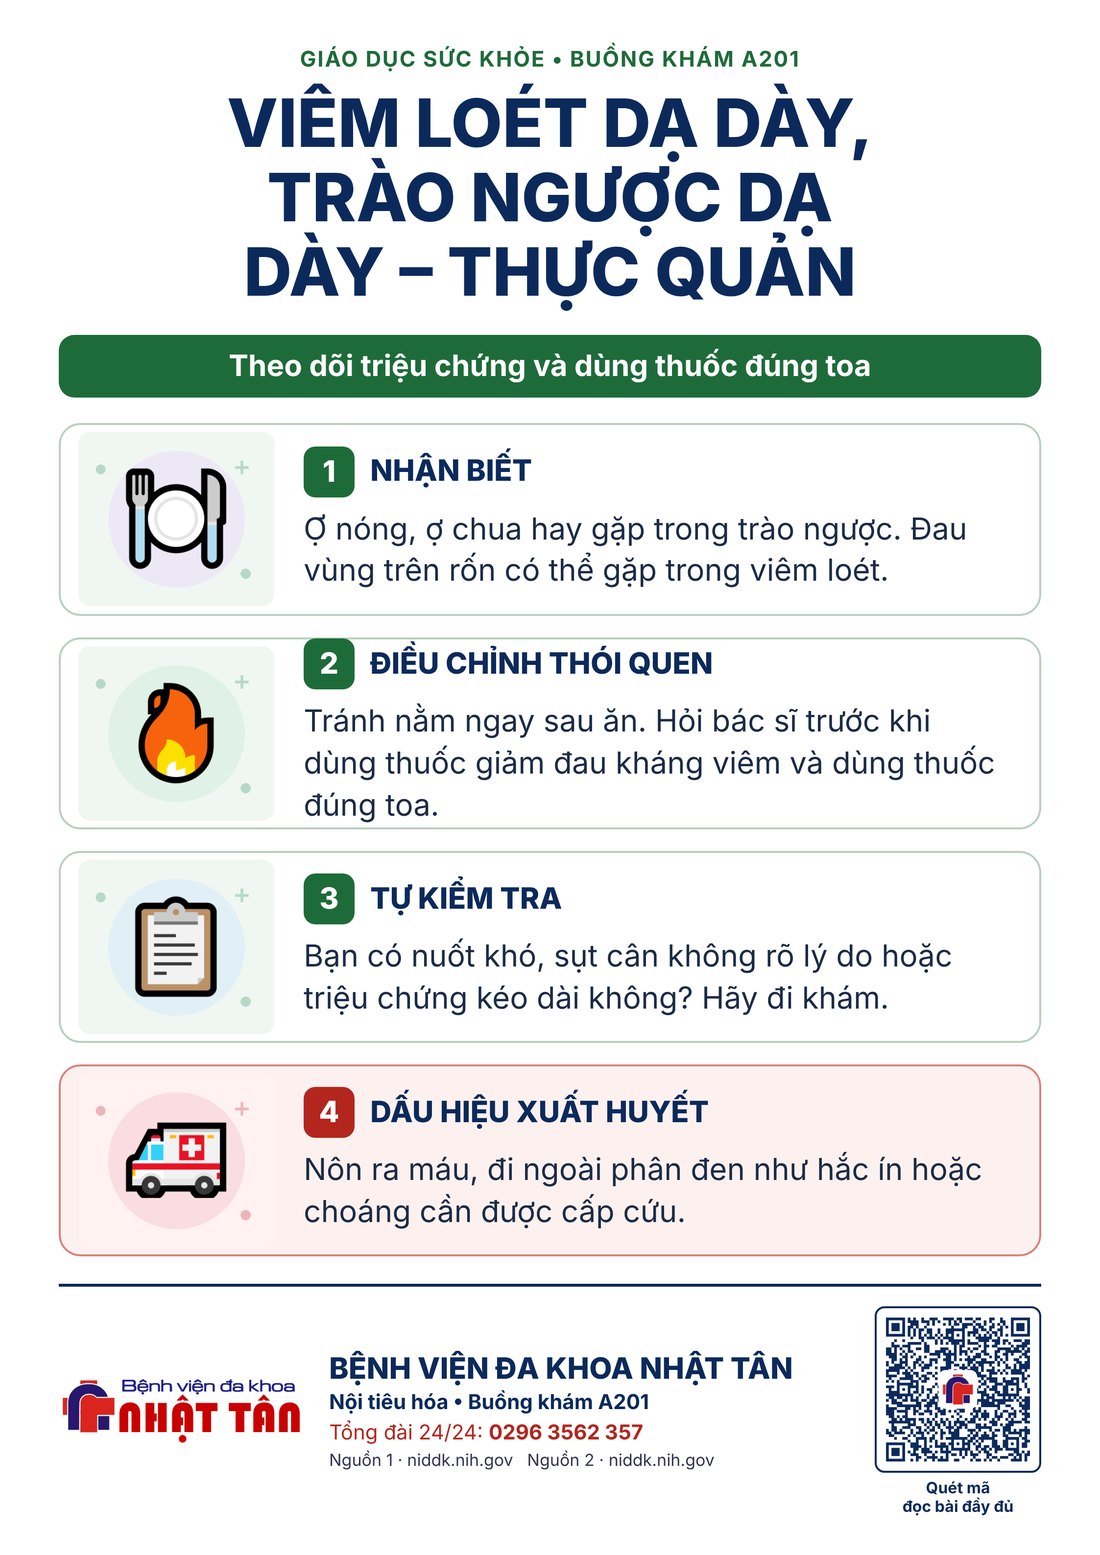 GIÁO DỤC SỨC KHỎE • BUỒNG KHÁM A201
VIÊM LOÉT DẠ DÀY,
TRÀO NGƯỢC DẠ
DÀY – THỰC QUẢN
Theo dõi triệu chứng và dùng thuốc đúng toa
1 NHẬN BIẾT
Ợ nóng, ợ chua hay gặp trong trào ngược. Đau
vùng trên rốn có thể gặp trong viêm loét.
2 ĐIỀU CHỈNH THÓI QUEN
Tránh nằm ngay sau ăn. Hỏi bác sĩ trước khi
dùng thuốc giảm đau kháng viêm và dùng thuốc
đúng toa.
3 TỰ KIỂM TRA
Bạn có nuốt khó, sụt cân không rõ lý do hoặc
triệu chứng kéo dài không? Hãy đi khám.
4 DẤU HIỆU XUẤT HUYẾT
Nôn ra máu, đi ngoài phân đen như hắc ín hoặc
choáng cần được cấp cứu.
Bệnh viện đa khoa
NHẬT TÂN
BỆNH VIỆN ĐA KHOA NHẬT TÂN
Nội tiêu hóa • Buồng khám A201
Tổng đài 24/24: 0296 3562 357
Nguồn 1 · niddk.nih.gov Nguồn 2 · niddk.nih.gov
Quét mã
đọc bài đầy đủ